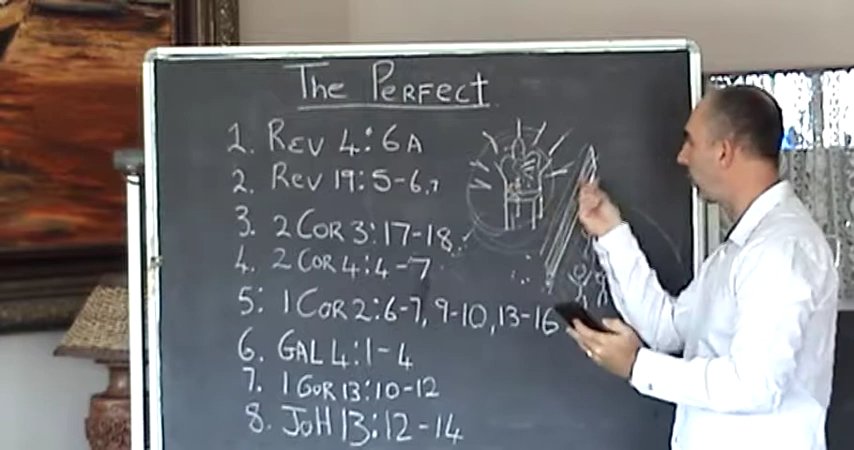 The Perfect
1. Rev 4:6A
2. Rev 19:5-6,7
3. 2 Cor 3:17-18
4. 2 Cor 4:4-7
5: 1 Cor 2:6-7, 9-10, 13-16
6. GAL 4:1-4
7. 1 Cor 13:10-12
8. JoH 13:12-14